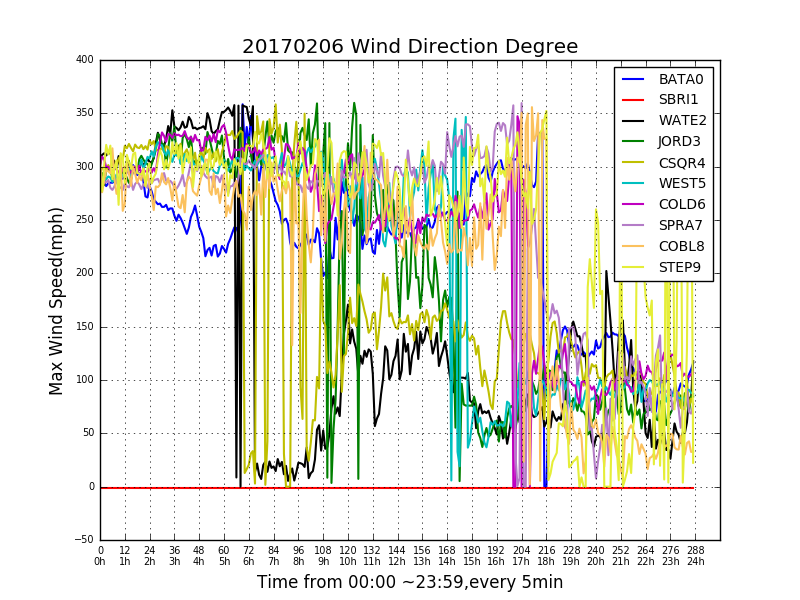 20170206 Wind Direction Degree
Max Wind Speed(mph)
400
350
300
250
200
150
100
50
0
−50
BATA0
SBRI1
WATE2
JORD3
CSQR4
WEST5
COLD6
SPRA7
COBL8
STEP9
0 12 24 36 48 60 72 84 96 108 120 132 144 156 168 180 192 204 216 228 240 252 264 276 288
0h 1h 2h 3h 4h 5h 6h 7h 8h 9h 10h 11h 12h 13h 14h 15h 16h 17h 18h 19h 20h 21h 22h 23h 24h
Time from 00:00 ~23:59,every 5min